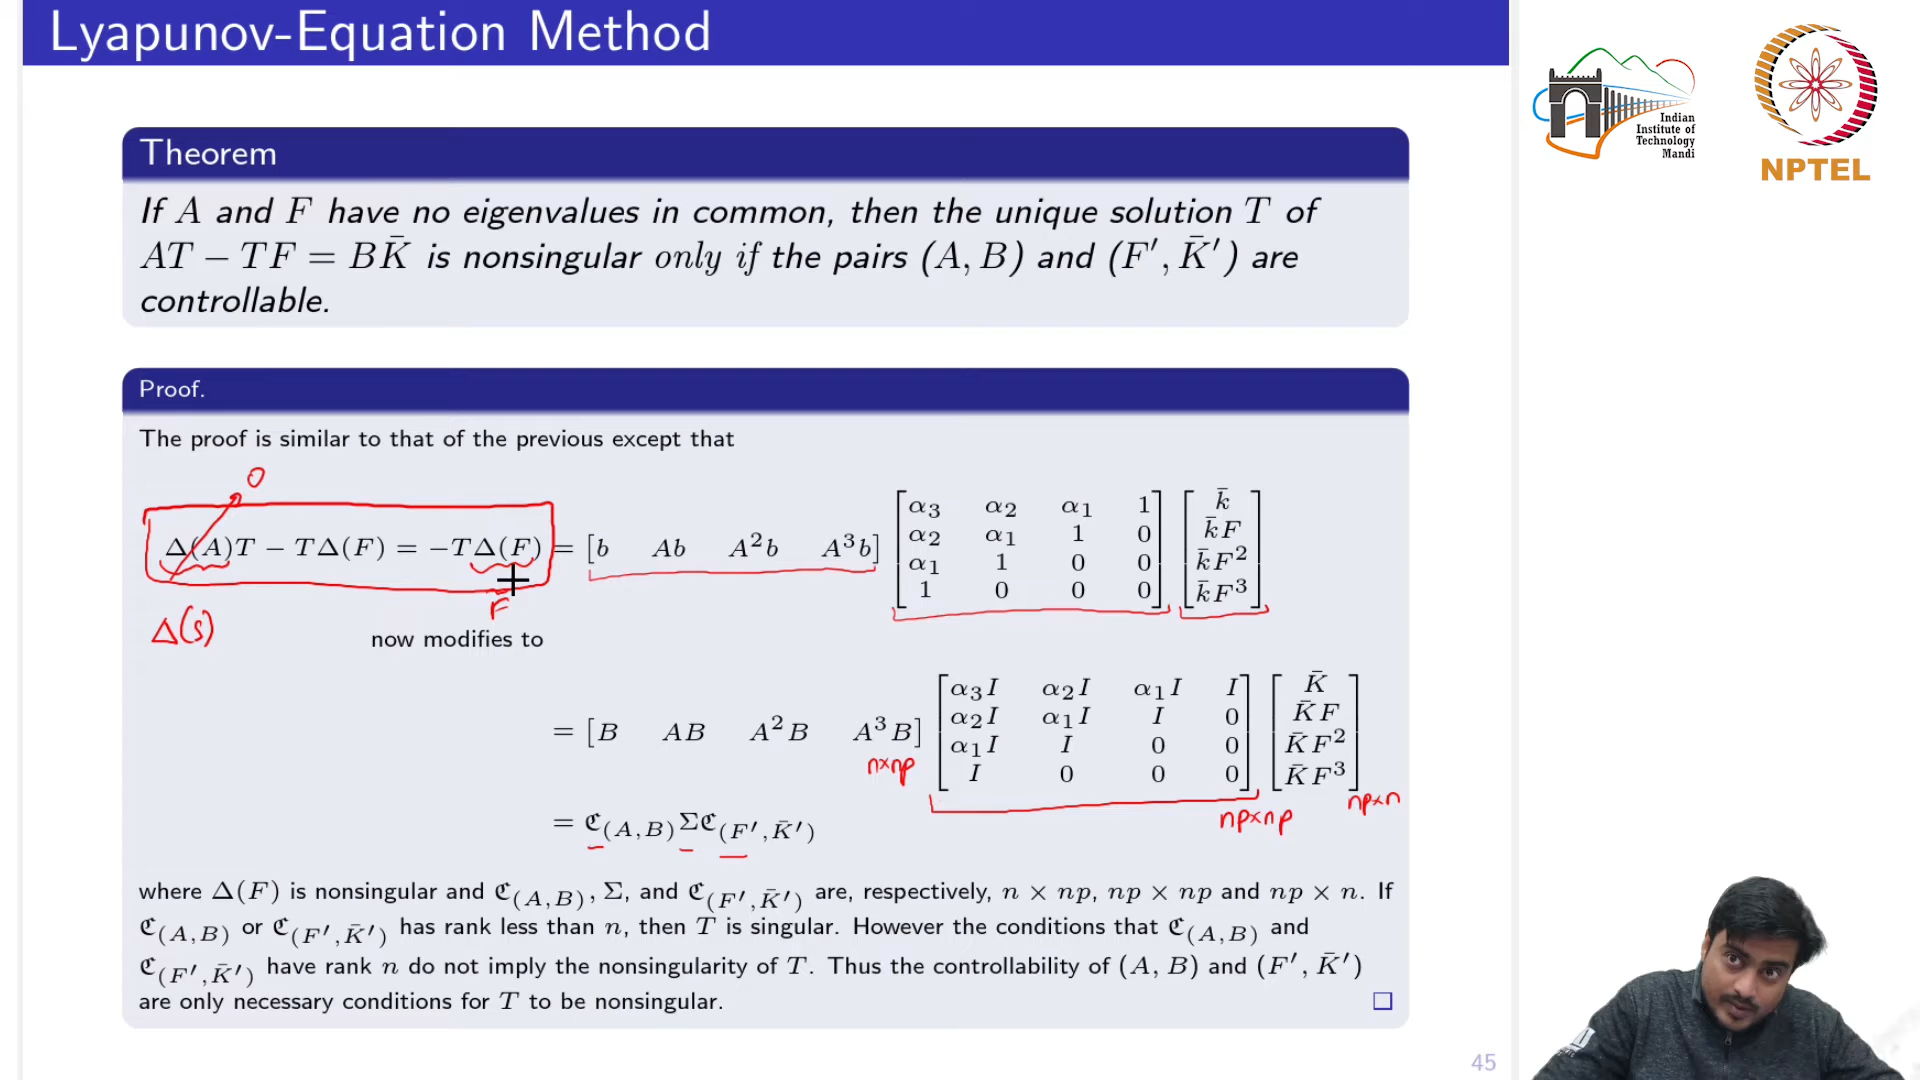 Lyapunov-Equation Method
Indian
Institute of
Technology
Mandi
NPTEL
Theorem
If A and F have no eigenvalues in common, then the unique solution T of
AT − TF = BK̄ is nonsingular only if the pairs (A, B) and (F′, K̄′) are
controllable.
Proof.
The proof is similar to that of the previous except that
0
Δ(A)T − TΔ(F) = −TΔ(F) = [b Ab A²b A³b] [α₃ α₂ α₁ 1; α₂ α₁ 1 0; α₁ 1 0 0; 1 0 0 0] [k̄; k̄F; k̄F²; k̄F³]
F
Δ(s)
now modifies to
= [B AB A²B A³B] [α₃I α₂I α₁I I; α₂I α₁I I 0; α₁I I 0 0; I 0 0 0] [K̄; K̄F; K̄F²; K̄F³]
n×np
np×np
np×n
= ℭ(A,B) Σℭ(F′,K̄′)
where Δ(F) is nonsingular and ℭ(A,B), Σ, and ℭ(F′,K̄′) are, respectively, n × np, np × np and np × n. If
ℭ(A,B) or ℭ(F′,K̄′) has rank less than n, then T is singular. However the conditions that ℭ(A,B) and
ℭ(F′,K̄′) have rank n do not imply the nonsingularity of T. Thus the controllability of (A, B) and (F′, K̄′)
are only necessary conditions for T to be nonsingular.
45